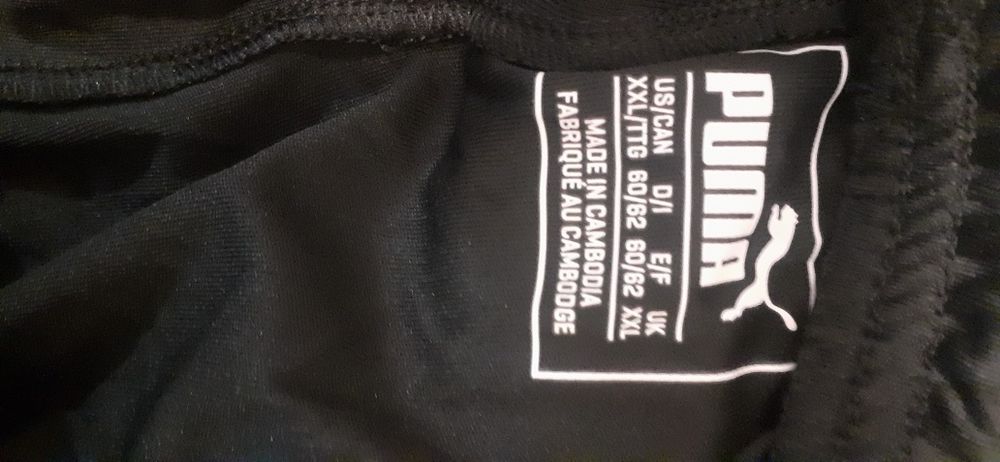 PUMA
US/CAN D/I E/F UK
XXL/TTG 60/62 60/62 XXL
MADE IN CAMBODIA
FABRIQUÉ AU CAMBODGE